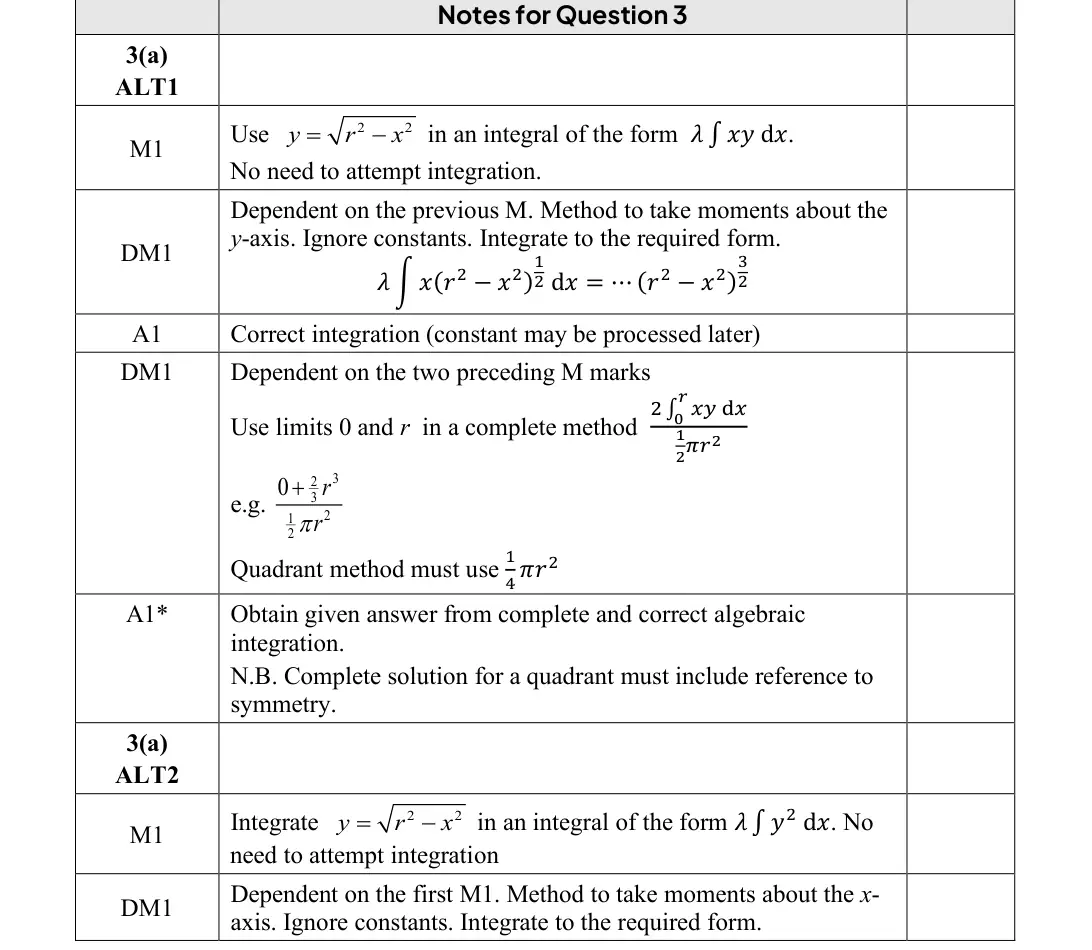 Notes for Question 3
3(a)
ALT1
M1
Use y = √(r² − x²) in an integral of the form λ ∫ xy dx.
No need to attempt integration.
DM1
Dependent on the previous M. Method to take moments about the
y-axis. Ignore constants. Integrate to the required form.
λ ∫ x(r² − x²)^(1/2) dx = ⋯ (r² − x²)^(3/2)
A1
Correct integration (constant may be processed later)
DM1
Dependent on the two preceding M marks
Use limits 0 and r in a complete method (2 ∫₀ʳ xy dx)/(½πr²)
e.g. (0 + ⅔r³)/(½πr²)
Quadrant method must use ¼πr²
A1*
Obtain given answer from complete and correct algebraic
integration.
N.B. Complete solution for a quadrant must include reference to
symmetry.
3(a)
ALT2
M1
Integrate y = √(r² − x²) in an integral of the form λ ∫ y² dx. No
need to attempt integration
DM1
Dependent on the first M1. Method to take moments about the x-
axis. Ignore constants. Integrate to the required form.